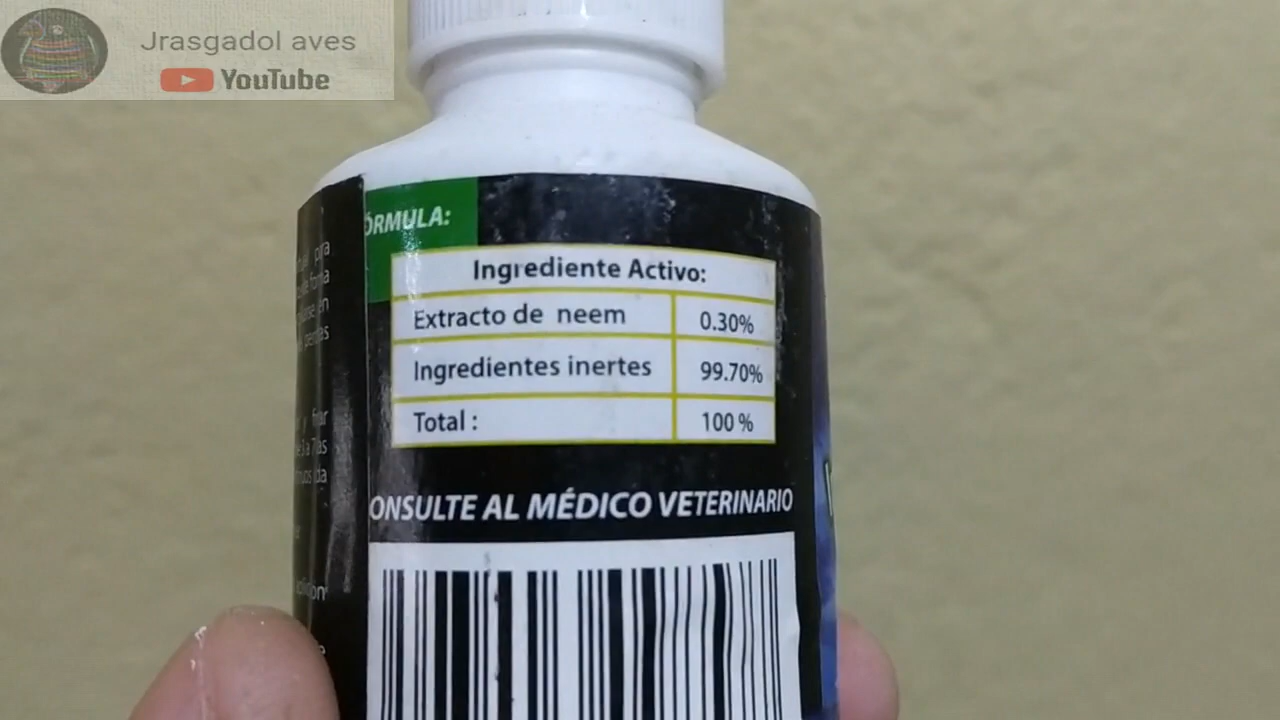 Jrasgadol aves
YouTube
ÓRMULA:
Ingrediente Activo:
Extracto de neem 0.30%
Ingredientes inertes 99.70%
Total : 100 %
ONSULTE AL MÉDICO VETERINARIO